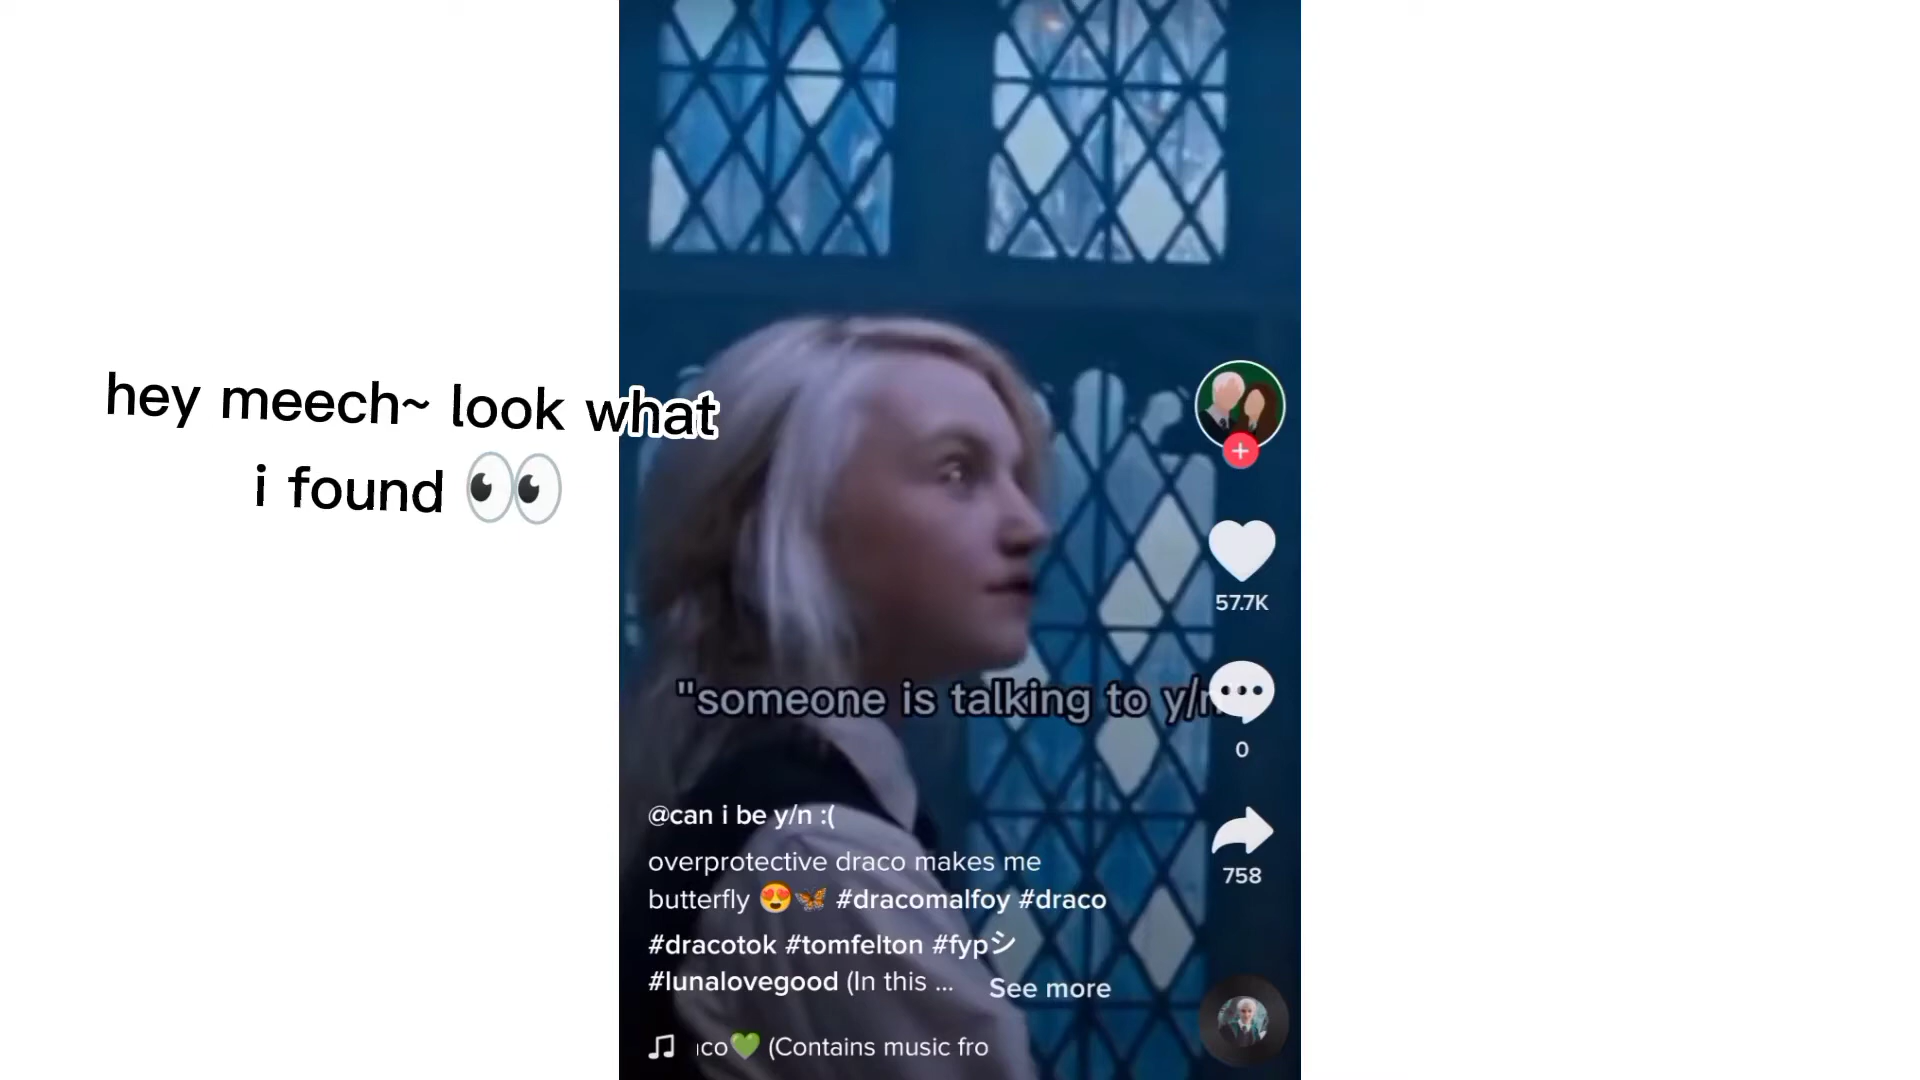 hey meech~ look what
i found 👀
57.7K
"someone is talking to y/n
0
@can i be y/n :(
overprotective draco makes me
butterfly 😍🦋 #dracomalfoy #draco
758
#dracotok #tomfelton #fypシ
#lunalovegood (In this ... See more
co💚 (Contains music fro